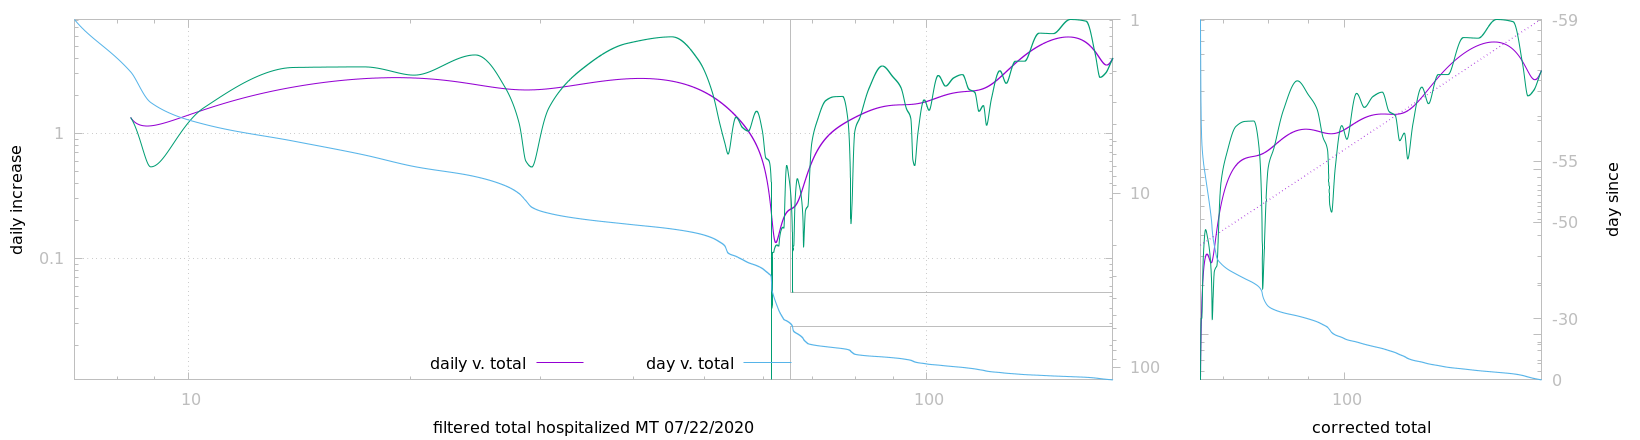 1
-59
daily increase
1
0.1
10
-55
-50
-30
day since
daily v. total
day v. total
100
0
10
100
100
filtered total hospitalized MT 07/22/2020
corrected total